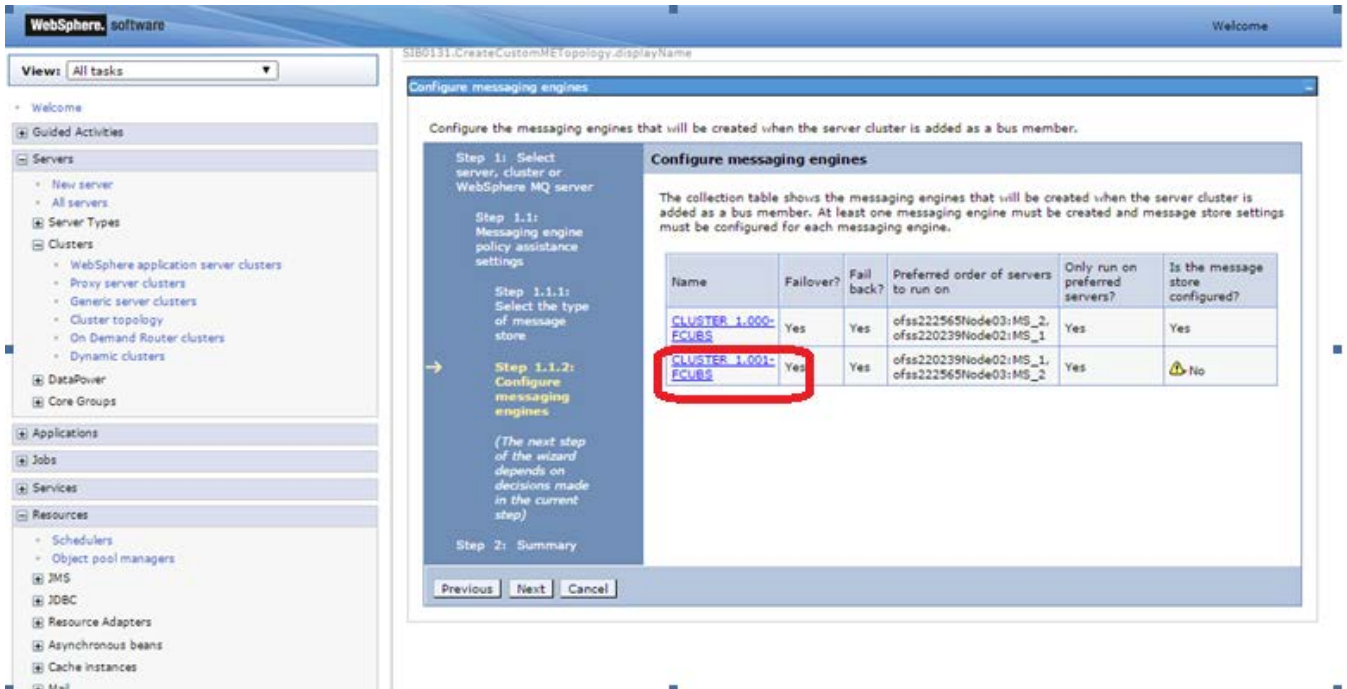 WebSphere. software
Welcome
View: All tasks
Welcome
Guided Activities
Servers
New server
All servers
Server Types
Clusters
WebSphere application server clusters
Proxy server clusters
Generic server clusters
Cluster topology
On Demand Router clusters
Dynamic clusters
DataPower
Core Groups
Applications
Jobs
Services
Resources
Schedulers
Object pool managers
JMS
JDBC
Resource Adapters
Asynchronous beans
Cache instances
Mail
SIB0131.CreateCustomMETopology.displayName
Configure messaging engines
Configure the messaging engines that will be created when the server cluster is added as a bus member.
Step 1: Select
server, cluster or
WebSphere MQ server
Step 1.1:
Messaging engine
policy assistance
settings
Step 1.1.1:
Select the type
of message
store
Step 1.1.2:
Configure
messaging
engines
(The next step
of the wizard
depends on
decisions made
in the current
step)
Step 2: Summary
Configure messaging engines
The collection table shows the messaging engines that will be created when the server cluster is
added as a bus member. At least one messaging engine must be created and message store settings
must be configured for each messaging engine.
Name
Failover?
Fail
back?
Preferred order of servers
to run on
Only run on
preferred
servers?
Is the message
store
configured?
CLUSTER_1.000-
FCUBS
Yes
Yes
ofss222565Node03:MS_2,
ofss220239Node02:MS_1
Yes
Yes
CLUSTER_1.001-
FCUBS
Yes
Yes
ofss220239Node02:MS_1,
ofss222565Node03:MS_2
Yes
No
Previous Next Cancel